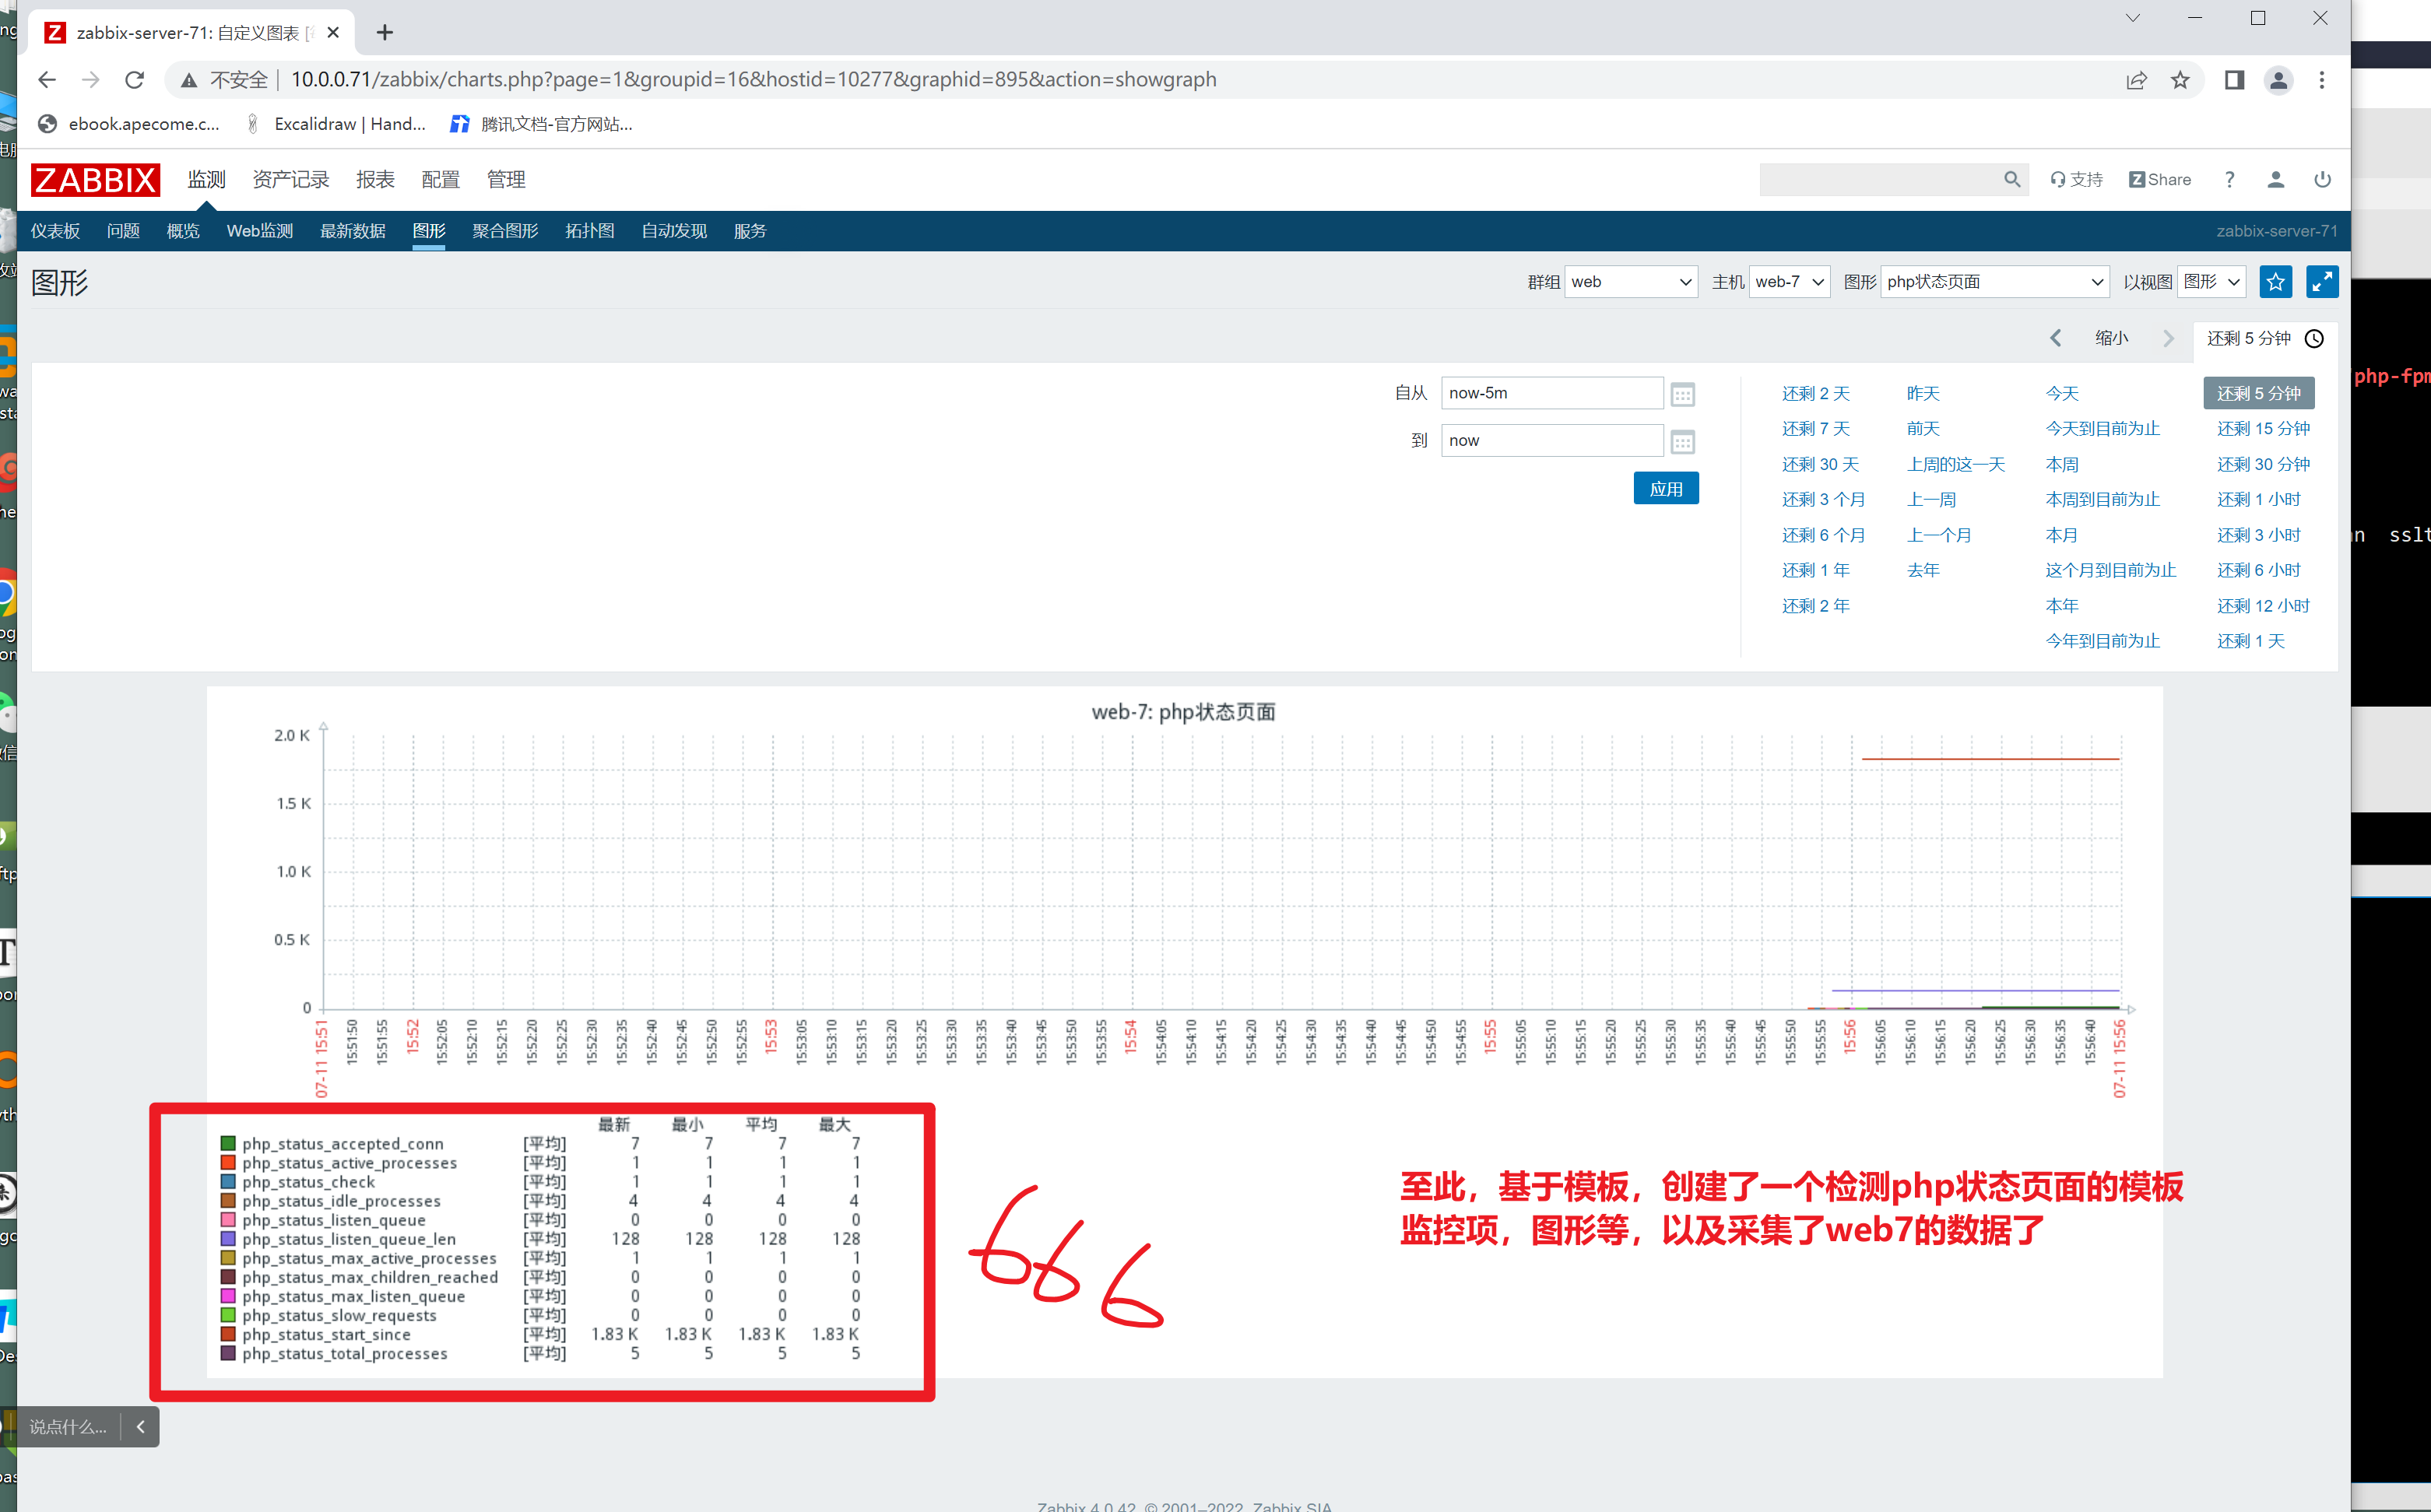 zabbix-server-71: 自定义图表 [
不安全 | 10.0.0.71/zabbix/charts.php?page=1&groupid=16&hostid=10277&graphid=895&action=showgraph
ebook.apecome.c... Excalidraw | Hand... 腾讯文档-官方网站...
ZABBIX 监测 资产记录 报表 配置 管理 支持 Z Share ?
仪表板 问题 概览 Web监测 最新数据 图形 聚合图形 拓扑图 自动发现 服务 zabbix-server-71
图形 群组 web 主机 web-7 图形 php状态页面 以视图 图形
缩小 还剩 5 分钟
自从 now-5m 还剩 2 天 昨天 今天 还剩 5 分钟
到 now 还剩 7 天 前天 今天到目前为止 还剩 15 分钟
还剩 30 天 上周的这一天 本周 还剩 30 分钟
应用 还剩 3 个月 上一周 本周到目前为止 还剩 1 小时
还剩 6 个月 上一个月 本月 还剩 3 小时
还剩 1 年 去年 这个月到目前为止 还剩 6 小时
还剩 2 年 本年 还剩 12 小时
今年到目前为止 还剩 1 天
php-fpm
sslt
web-7: php状态页面
2.0 K
1.5 K
1.0 K
0.5 K
0
07-11 15:51 15:51:50 15:51:55 15:52 15:52:05 15:52:10 15:52:15 15:52:20 15:52:25 15:52:30 15:52:35 15:52:40 15:52:45 15:52:50 15:52:55 15:53 15:53:05 15:53:10 15:53:15 15:53:20 15:53:25 15:53:30 15:53:35 15:53:40 15:53:45 15:53:50 15:53:55 15:54 15:54:05 15:54:10 15:54:15 15:54:20 15:54:25 15:54:30 15:54:35 15:54:40 15:54:45 15:54:50 15:54:55 15:55 15:55:05 15:55:10 15:55:15 15:55:20 15:55:25 15:55:30 15:55:35 15:55:40 15:55:45 15:55:50 15:55:55 15:56 15:56:05 15:56:10 15:56:15 15:56:20 15:56:25 15:56:30 15:56:35 15:56:40 07-11 15:56
最新 最小 平均 最大
php_status_accepted_conn [平均] 7 7 7 7
php_status_active_processes [平均] 1 1 1 1
php_status_check [平均] 1 1 1 1
php_status_idle_processes [平均] 4 4 4 4
php_status_listen_queue [平均] 0 0 0 0
php_status_listen_queue_len [平均] 128 128 128 128
php_status_max_active_processes [平均] 1 1 1 1
php_status_max_children_reached [平均] 0 0 0 0
php_status_max_listen_queue [平均] 0 0 0 0
php_status_slow_requests [平均] 0 0 0 0
php_status_start_since [平均] 1.83 K 1.83 K 1.83 K 1.83 K
php_status_total_processes [平均] 5 5 5 5
666
至此，基于模板，创建了一个检测php状态页面的模板
监控项，图形等，以及采集了web7的数据了
说点什么...
Zabbix 4.0.42. © 2001–2022, Zabbix SIA